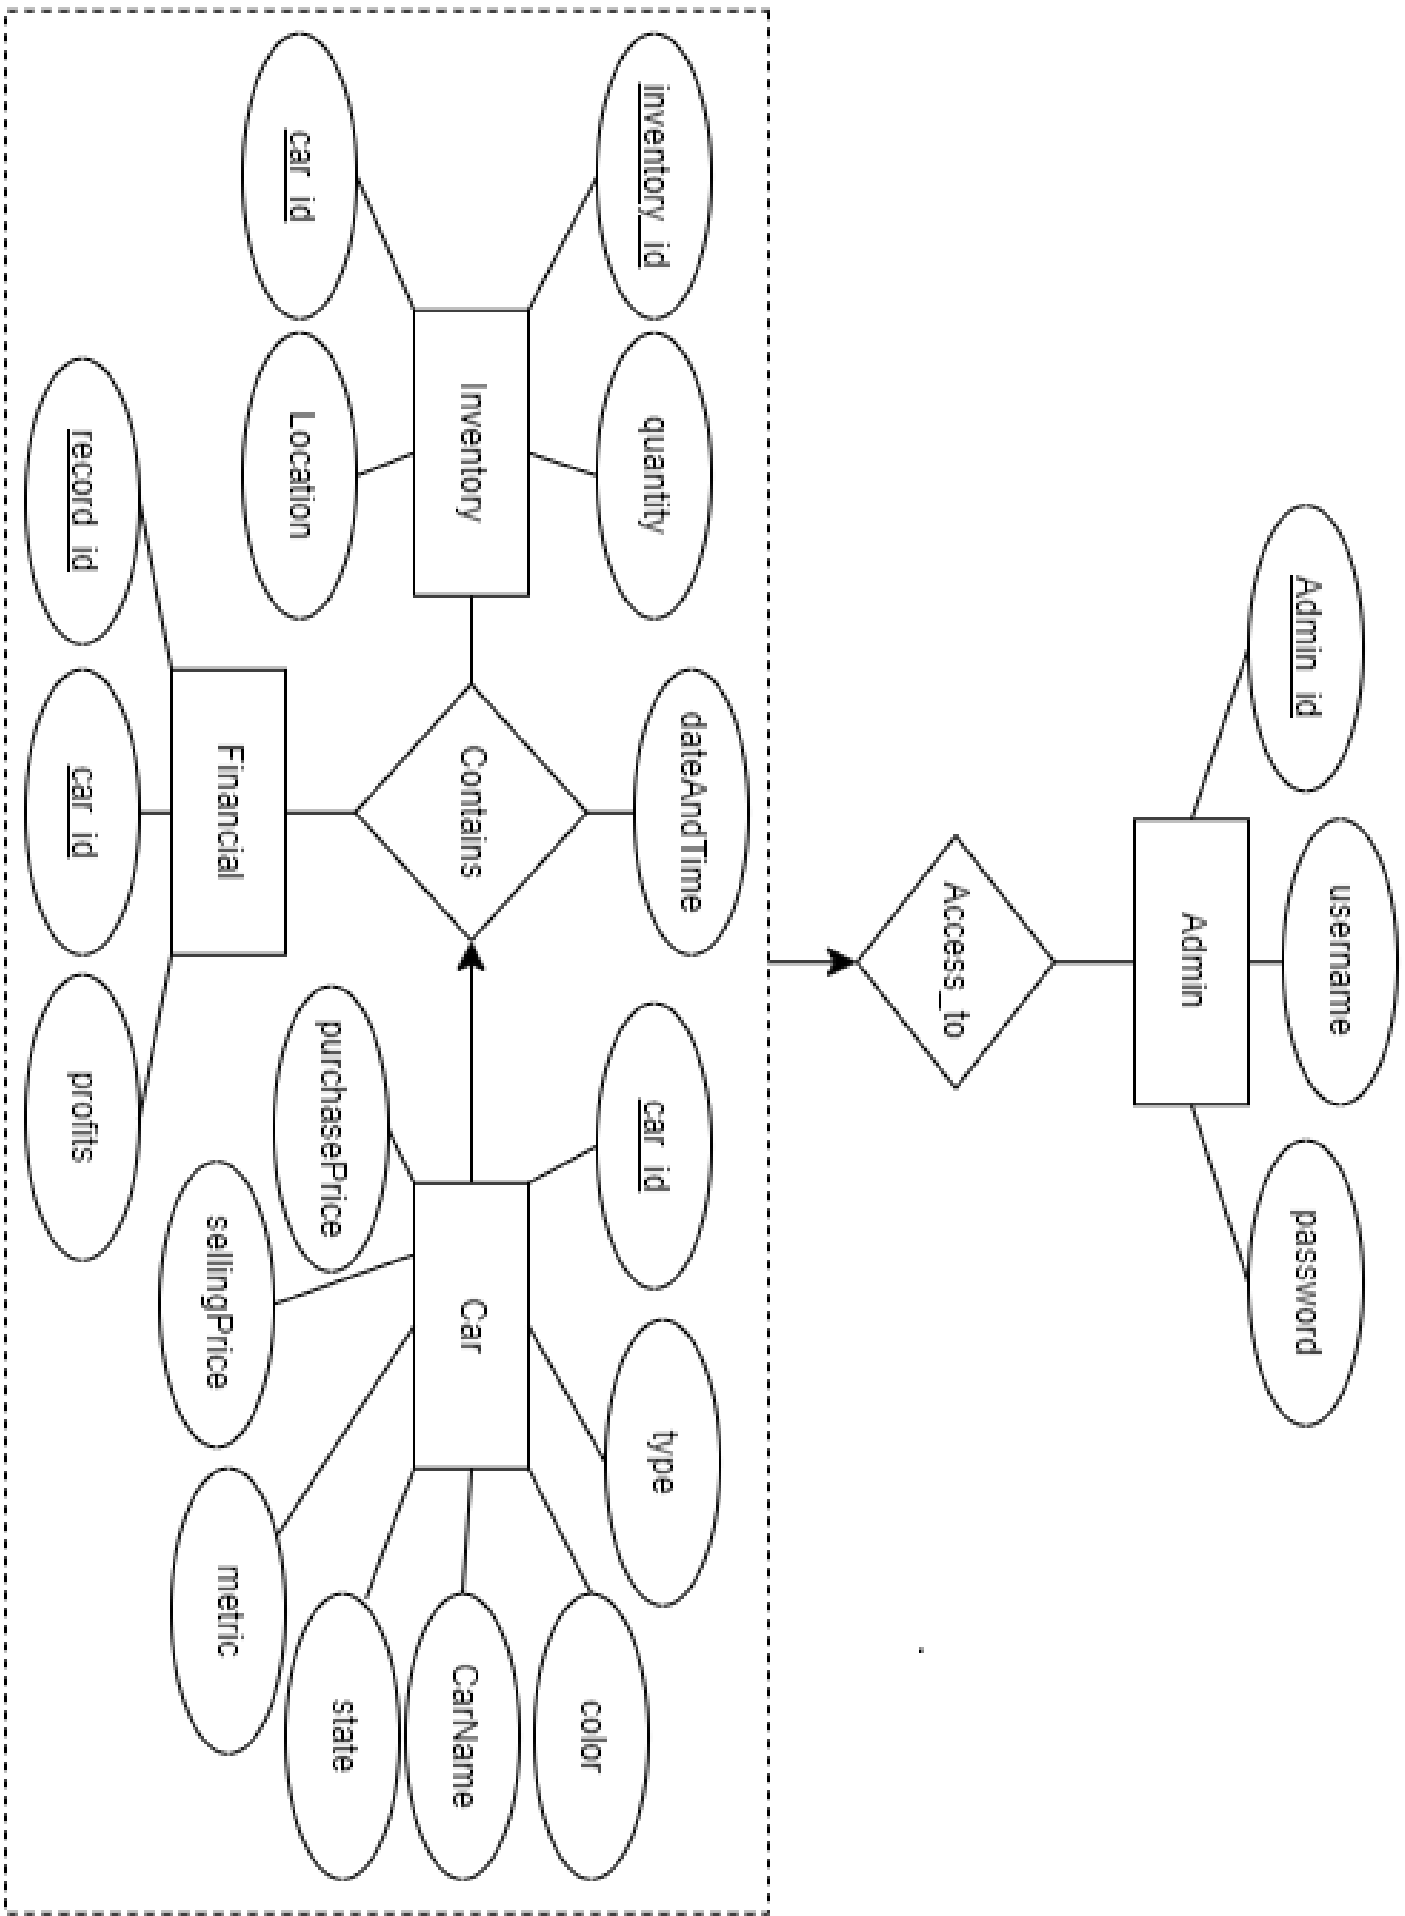 Admin_id
username
password
Admin
Access_to
inventory_id
quantity
dateAndTime
car_id
type
color
Inventory
Contains
Car
CarName
car_id
Location
Financial
purchasePrice
sellingPrice
metric
state
record_id
car_id
profits